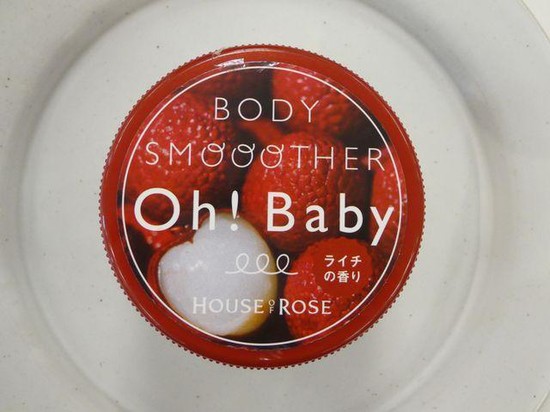 BODY
SMOOOTHER
Oh! Baby
ライチ
の香り
HOUSE OF ROSE